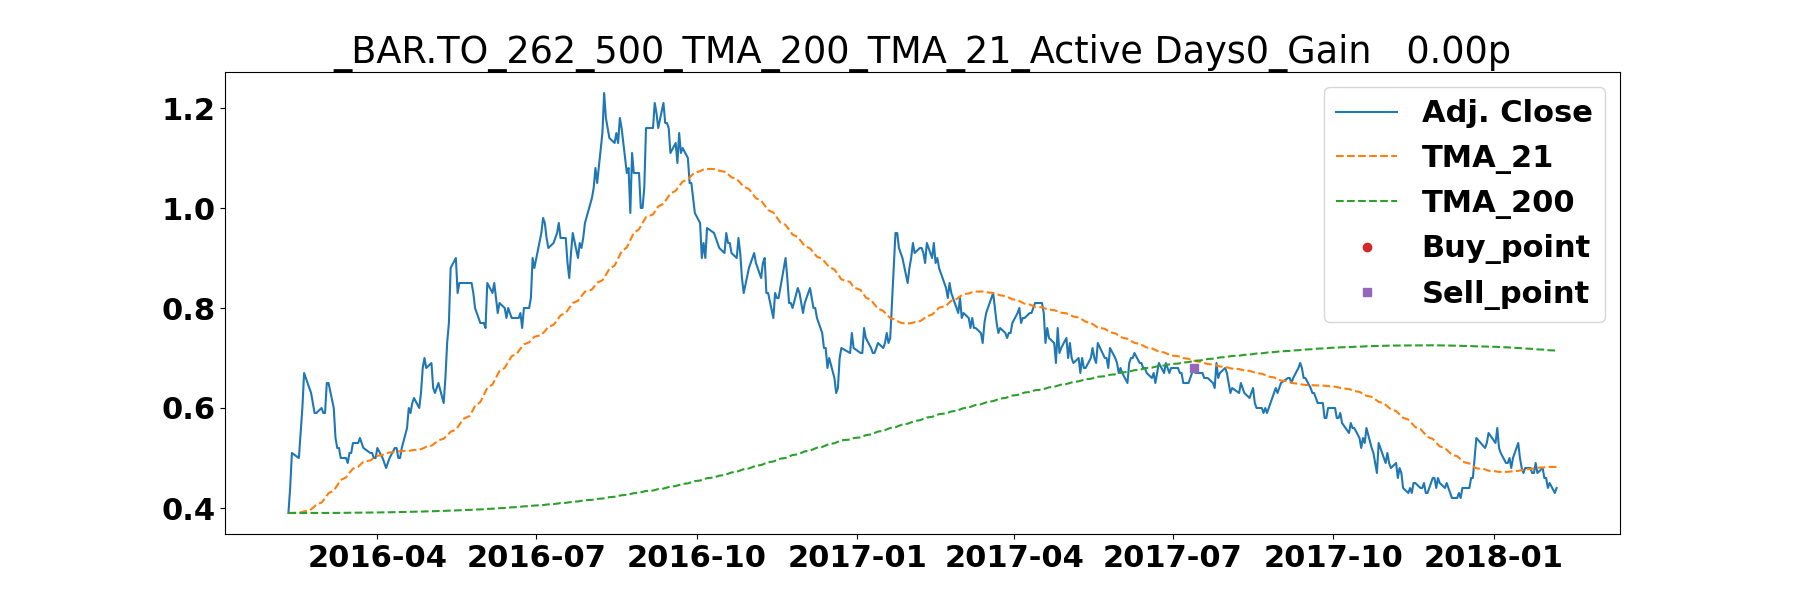 _BAR.TO_262_500_TMA_200_TMA_21_Active Days0_Gain   0.00p
1.2
1.0
0.8
0.6
0.4
Adj. Close
TMA_21
TMA_200
Buy_point
Sell_point
2016-04 2016-07 2016-10 2017-01 2017-04 2017-07 2017-10 2018-01